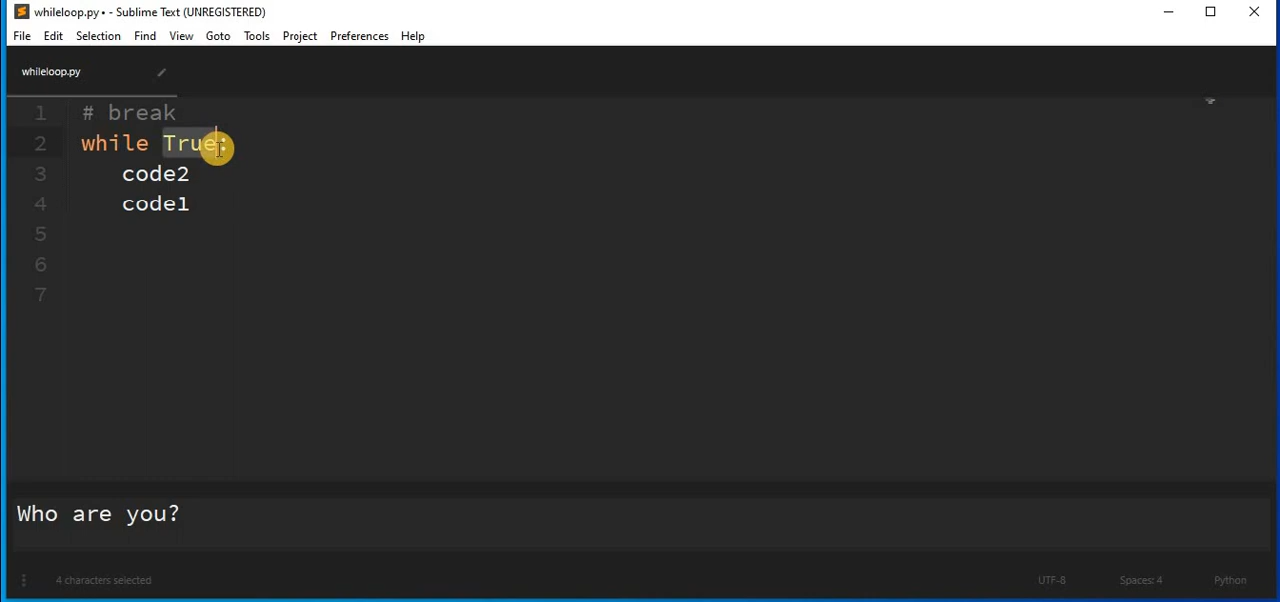 whileloop.py • - Sublime Text (UNREGISTERED)
File Edit Selection Find View Goto Tools Project Preferences Help
whileloop.py
1 # break
2 while True:
3 code2
4 code1
5
6
7
Who are you?
4 characters selected UTF-8 Spaces: 4 Python